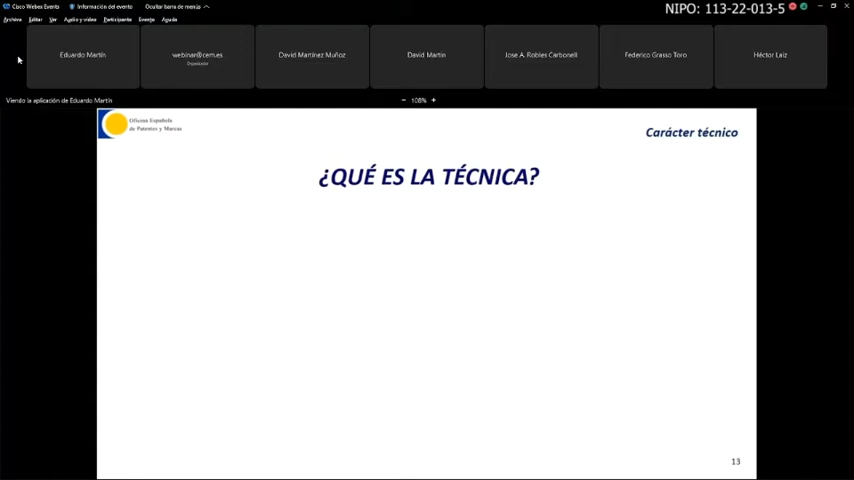 Cisco Webex Events
Información del evento
Ocultar barra de menús
NIPO: 113-22-013-5
Archivo Editar Ver Audio y vídeo Participante Evento Ayuda
Eduardo Martín
webinar@cem.es
Organizador
David Martínez Muñoz
David Martin
Jose A. Robles Carbonell
Federico Grasso Toro
Héctor Laiz
Viendo la aplicación de Eduardo Martín
− 108% +
Oficina Española
de Patentes y Marcas
Carácter técnico
¿QUÉ ES LA TÉCNICA?
13